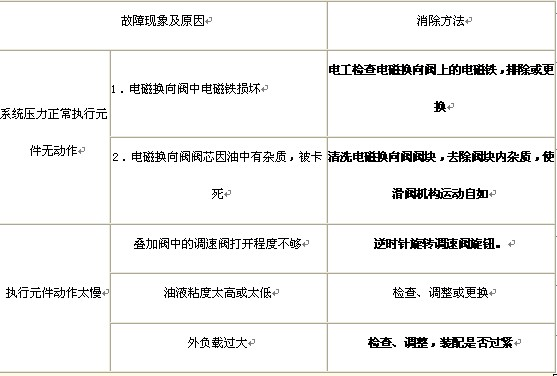 故障现象及原因
消除方法
系统压力正常执行元
件无动作
1．电磁换向阀中电磁铁损坏
电工检查电磁换向阀上的电磁铁，排除或更
换
2．电磁换向阀阀芯因油中有杂质，被卡
死
清洗电磁换向阀阀块，去除阀块内杂质，使
滑阀机构运动自如
执行元件动作太慢
叠加阀中的调速阀打开程度不够
逆时针旋转调速阀旋钮。
油液粘度太高或太低
检查、调整或更换
外负载过大
检查、调整，装配是否过紧